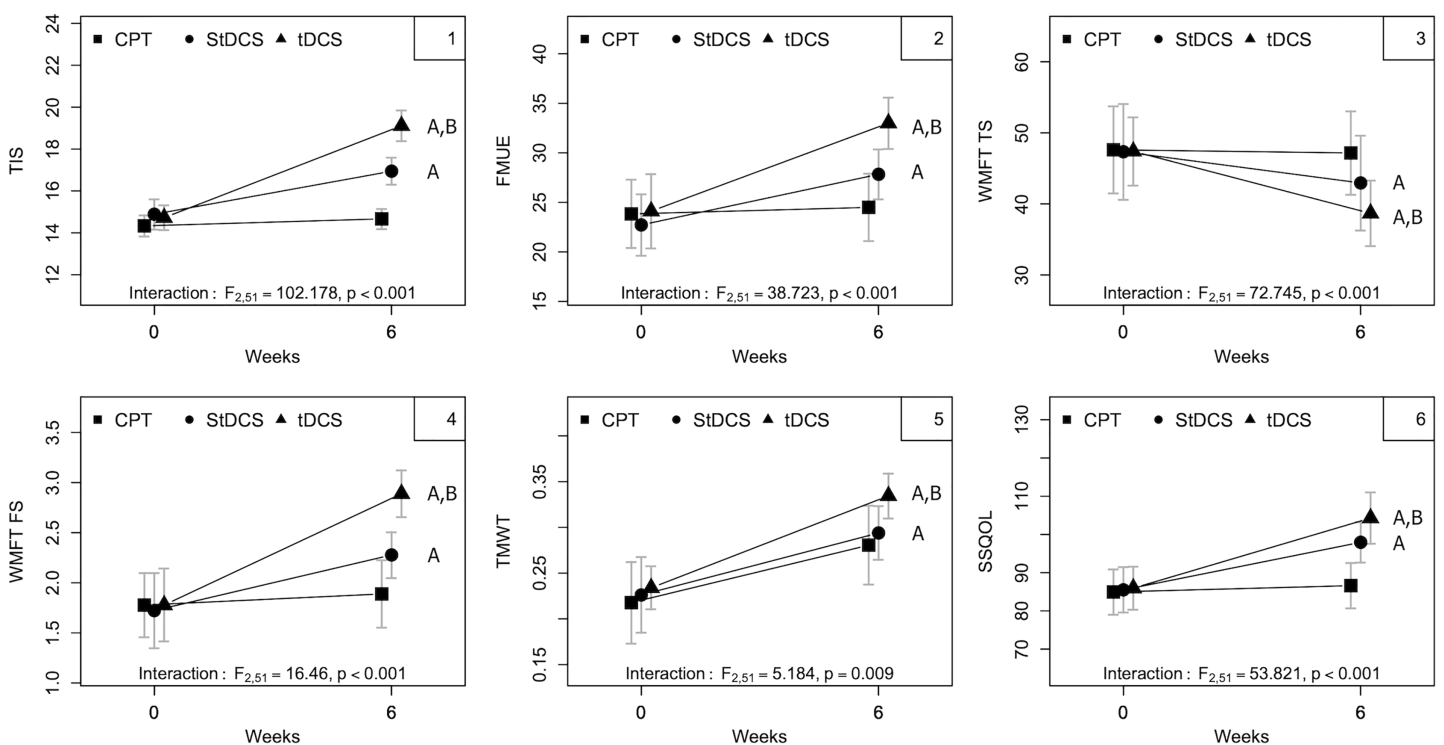 CPT StDCS tDCS 1
TIS
24
22
20
18
16
14
12
A,B
A
Interaction : F2,51 = 102.178, p < 0.001
0 6
Weeks
CPT StDCS tDCS 2
FMUE
40
35
30
25
20
15
A,B
A
Interaction : F2,51 = 38.723, p < 0.001
0 6
Weeks
CPT StDCS tDCS 3
WMFT TS
60
50
40
30
A
A,B
Interaction : F2,51 = 72.745, p < 0.001
0 6
Weeks
CPT StDCS tDCS 4
WMFT FS
3.5
3.0
2.5
2.0
1.5
1.0
A,B
A
Interaction : F2,51 = 16.46, p < 0.001
0 6
Weeks
CPT StDCS tDCS 5
TMWT
0.35
0.25
0.15
A,B
A
Interaction : F2,51 = 5.184, p = 0.009
0 6
Weeks
CPT StDCS tDCS 6
SSQOL
130
110
90
80
70
A,B
A
Interaction : F2,51 = 53.821, p < 0.001
0 6
Weeks